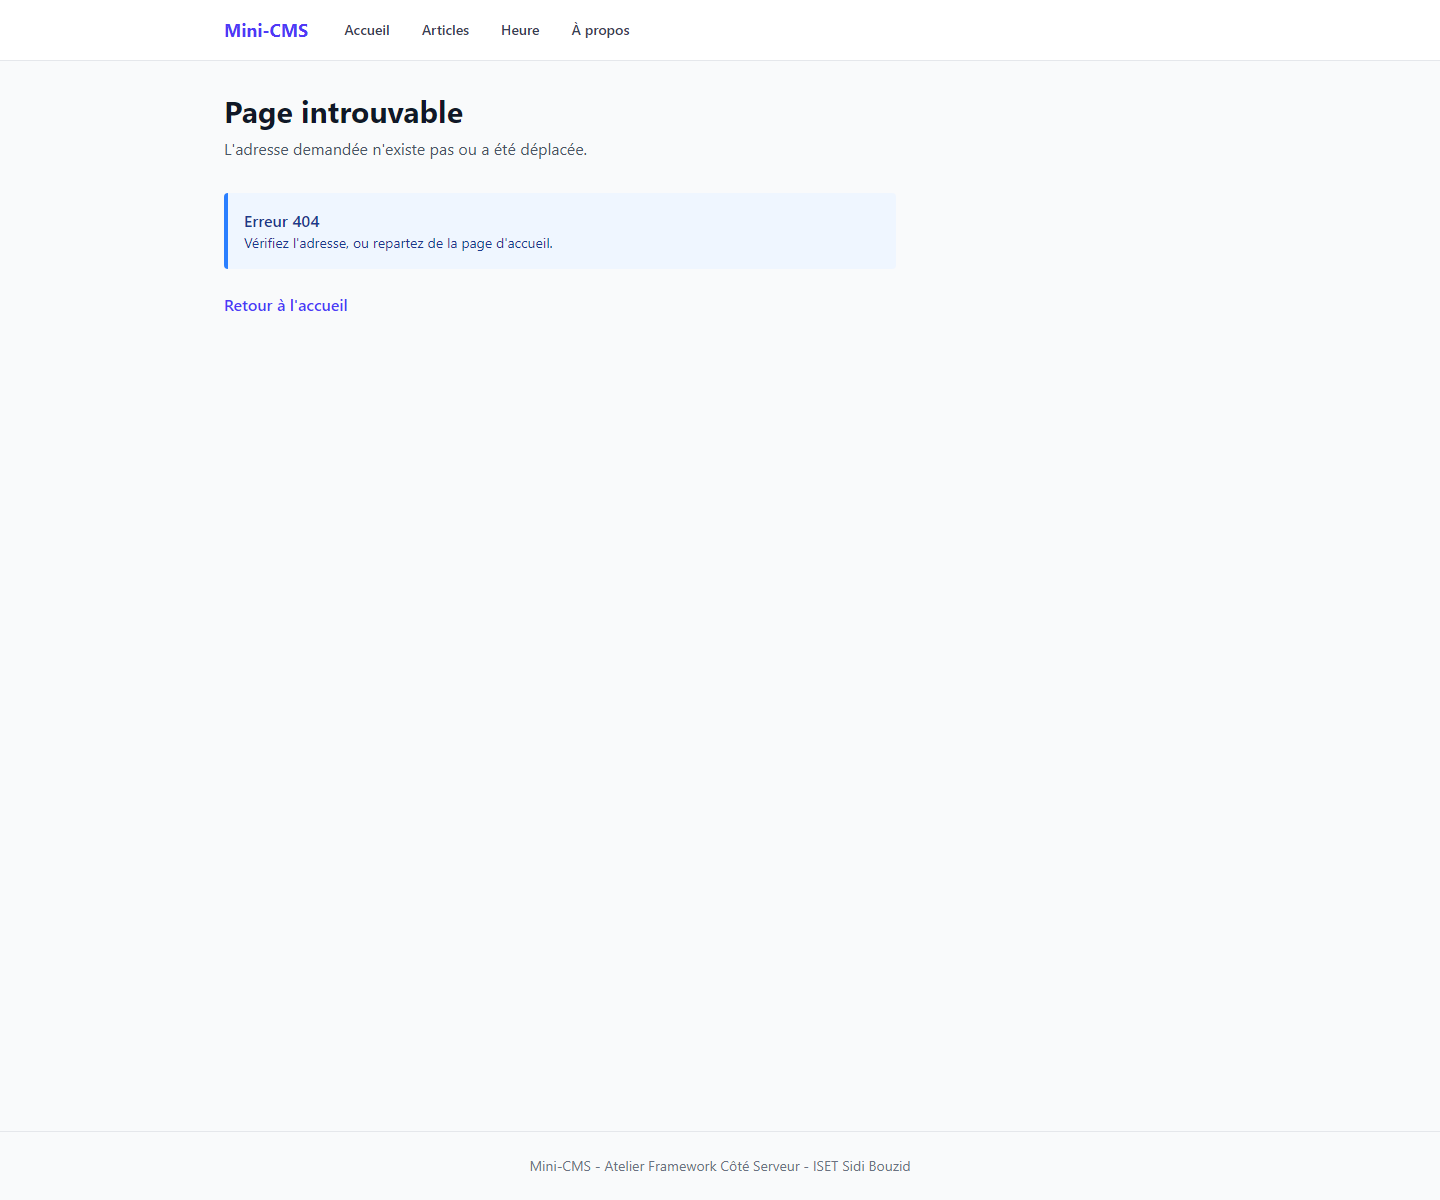 Mini-CMS Accueil Articles Heure À propos
Page introuvable
L'adresse demandée n'existe pas ou a été déplacée.
Erreur 404
Vérifiez l'adresse, ou repartez de la page d'accueil.
Retour à l'accueil
Mini-CMS - Atelier Framework Côté Serveur - ISET Sidi Bouzid